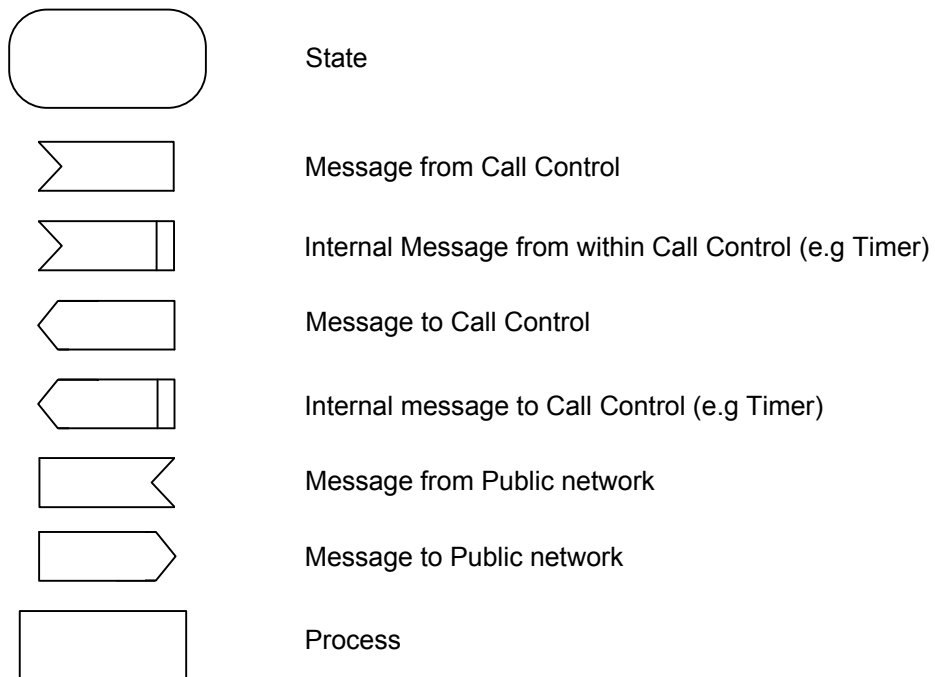 State
Message from Call Control
Internal Message from within Call Control (e.g Timer)
Message to Call Control
Internal message to Call Control (e.g Timer)
Message from Public network
Message to Public network
Process